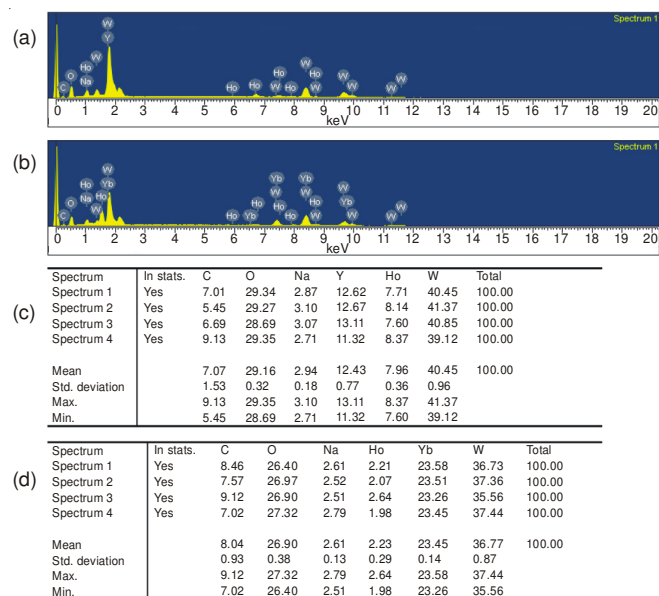 (a)
Spectrum 1
W
Y
Ho
W
O
Na
C
Ho
Ho
Ho
W
Ho
W
Ho
W
W
W
W
W
0 1 2 3 4 5 6 7 8 9 10 11 12 13 14 15 16 17 18 19 20
keV
(b)
Spectrum 1
W
Ho
Yb
O
Na
W
Ho
C
Ho
Yb
Ho
Yb
W
Ho
Ho
Yb
W
Ho
W
W
Yb
W
W
W
0 1 2 3 4 5 6 7 8 9 10 11 12 13 14 15 16 17 18 19 20
keV
(c)
Spectrum In stats. C O Na Y Ho W Total
Spectrum 1 Yes 7.01 29.34 2.87 12.62 7.71 40.45 100.00
Spectrum 2 Yes 5.45 29.27 3.10 12.67 8.14 41.37 100.00
Spectrum 3 Yes 6.69 28.69 3.07 13.11 7.60 40.85 100.00
Spectrum 4 Yes 9.13 29.35 2.71 11.32 8.37 39.12 100.00
Mean 7.07 29.16 2.94 12.43 7.96 40.45 100.00
Std. deviation 1.53 0.32 0.18 0.77 0.36 0.96
Max. 9.13 29.35 3.10 13.11 8.37 41.37
Min. 5.45 28.69 2.71 11.32 7.60 39.12
(d)
Spectrum In stats. C O Na Ho Yb W Total
Spectrum 1 Yes 8.46 26.40 2.61 2.21 23.58 36.73 100.00
Spectrum 2 Yes 7.57 26.97 2.52 2.07 23.51 37.36 100.00
Spectrum 3 Yes 9.12 26.90 2.51 2.64 23.26 35.56 100.00
Spectrum 4 Yes 7.02 27.32 2.79 1.98 23.45 37.44 100.00
Mean 8.04 26.90 2.61 2.23 23.45 36.77 100.00
Std. deviation 0.93 0.38 0.13 0.29 0.14 0.87
Max. 9.12 27.32 2.79 2.64 23.58 37.44
Min. 7.02 26.40 2.51 1.98 23.26 35.56